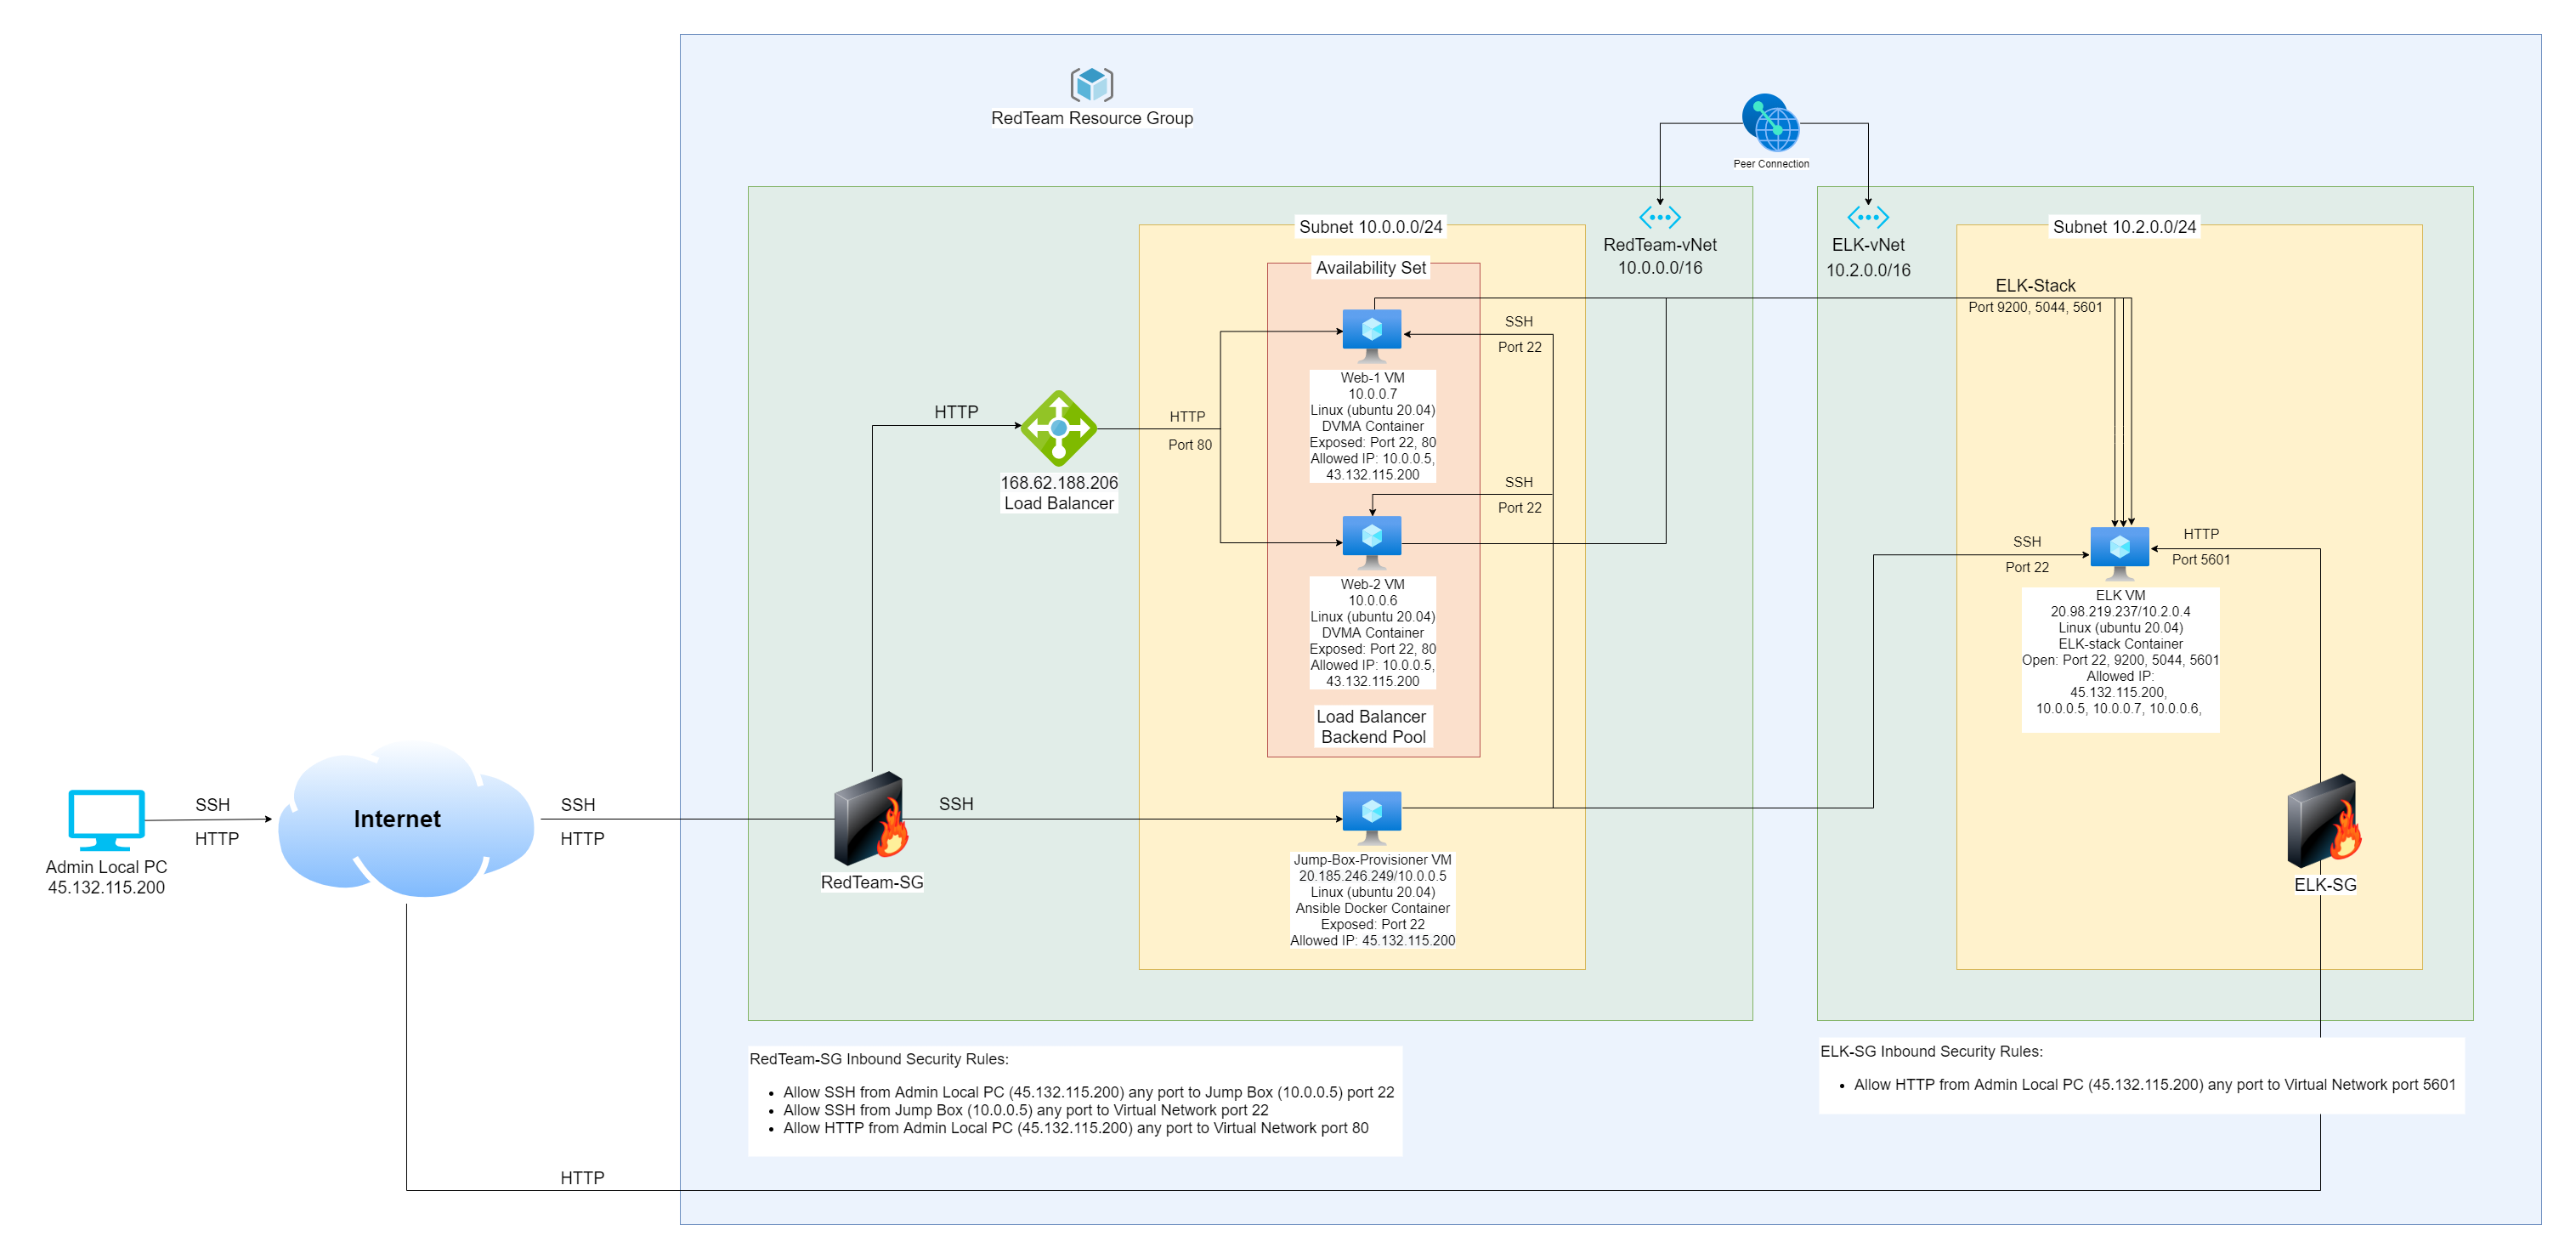 RedTeam Resource Group
Peer Connection
Subnet 10.0.0.0/24
RedTeam-vNet
10.0.0.0/16
ELK-vNet
10.2.0.0/16
Subnet 10.2.0.0/24
Availability Set
ELK-Stack
Port 9200, 5044, 5601
SSH
Port 22
Web-1 VM
10.0.0.7
Linux (ubuntu 20.04)
DVMA Container
Exposed: Port 22, 80
Allowed IP: 10.0.0.5,
43.132.115.200
HTTP
HTTP
Port 80
168.62.188.206
Load Balancer
SSH
Port 22
Web-2 VM
10.0.0.6
Linux (ubuntu 20.04)
DVMA Container
Exposed: Port 22, 80
Allowed IP: 10.0.0.5,
43.132.115.200
Load Balancer
Backend Pool
SSH
Port 22
HTTP
Port 5601
ELK VM
20.98.219.237/10.2.0.4
Linux (ubuntu 20.04)
ELK-stack Container
Open: Port 22, 9200, 5044, 5601
Allowed IP:
45.132.115.200,
10.0.0.5, 10.0.0.7, 10.0.0.6,
SSH
HTTP
Admin Local PC
45.132.115.200
Internet
SSH
HTTP
RedTeam-SG
SSH
Jump-Box-Provisioner VM
20.185.246.249/10.0.0.5
Linux (ubuntu 20.04)
Ansible Docker Container
Exposed: Port 22
Allowed IP: 45.132.115.200
ELK-SG
RedTeam-SG Inbound Security Rules:
• Allow SSH from Admin Local PC (45.132.115.200) any port to Jump Box (10.0.0.5) port 22
• Allow SSH from Jump Box (10.0.0.5) any port to Virtual Network port 22
• Allow HTTP from Admin Local PC (45.132.115.200) any port to Virtual Network port 80
ELK-SG Inbound Security Rules:
• Allow HTTP from Admin Local PC (45.132.115.200) any port to Virtual Network port 5601
HTTP